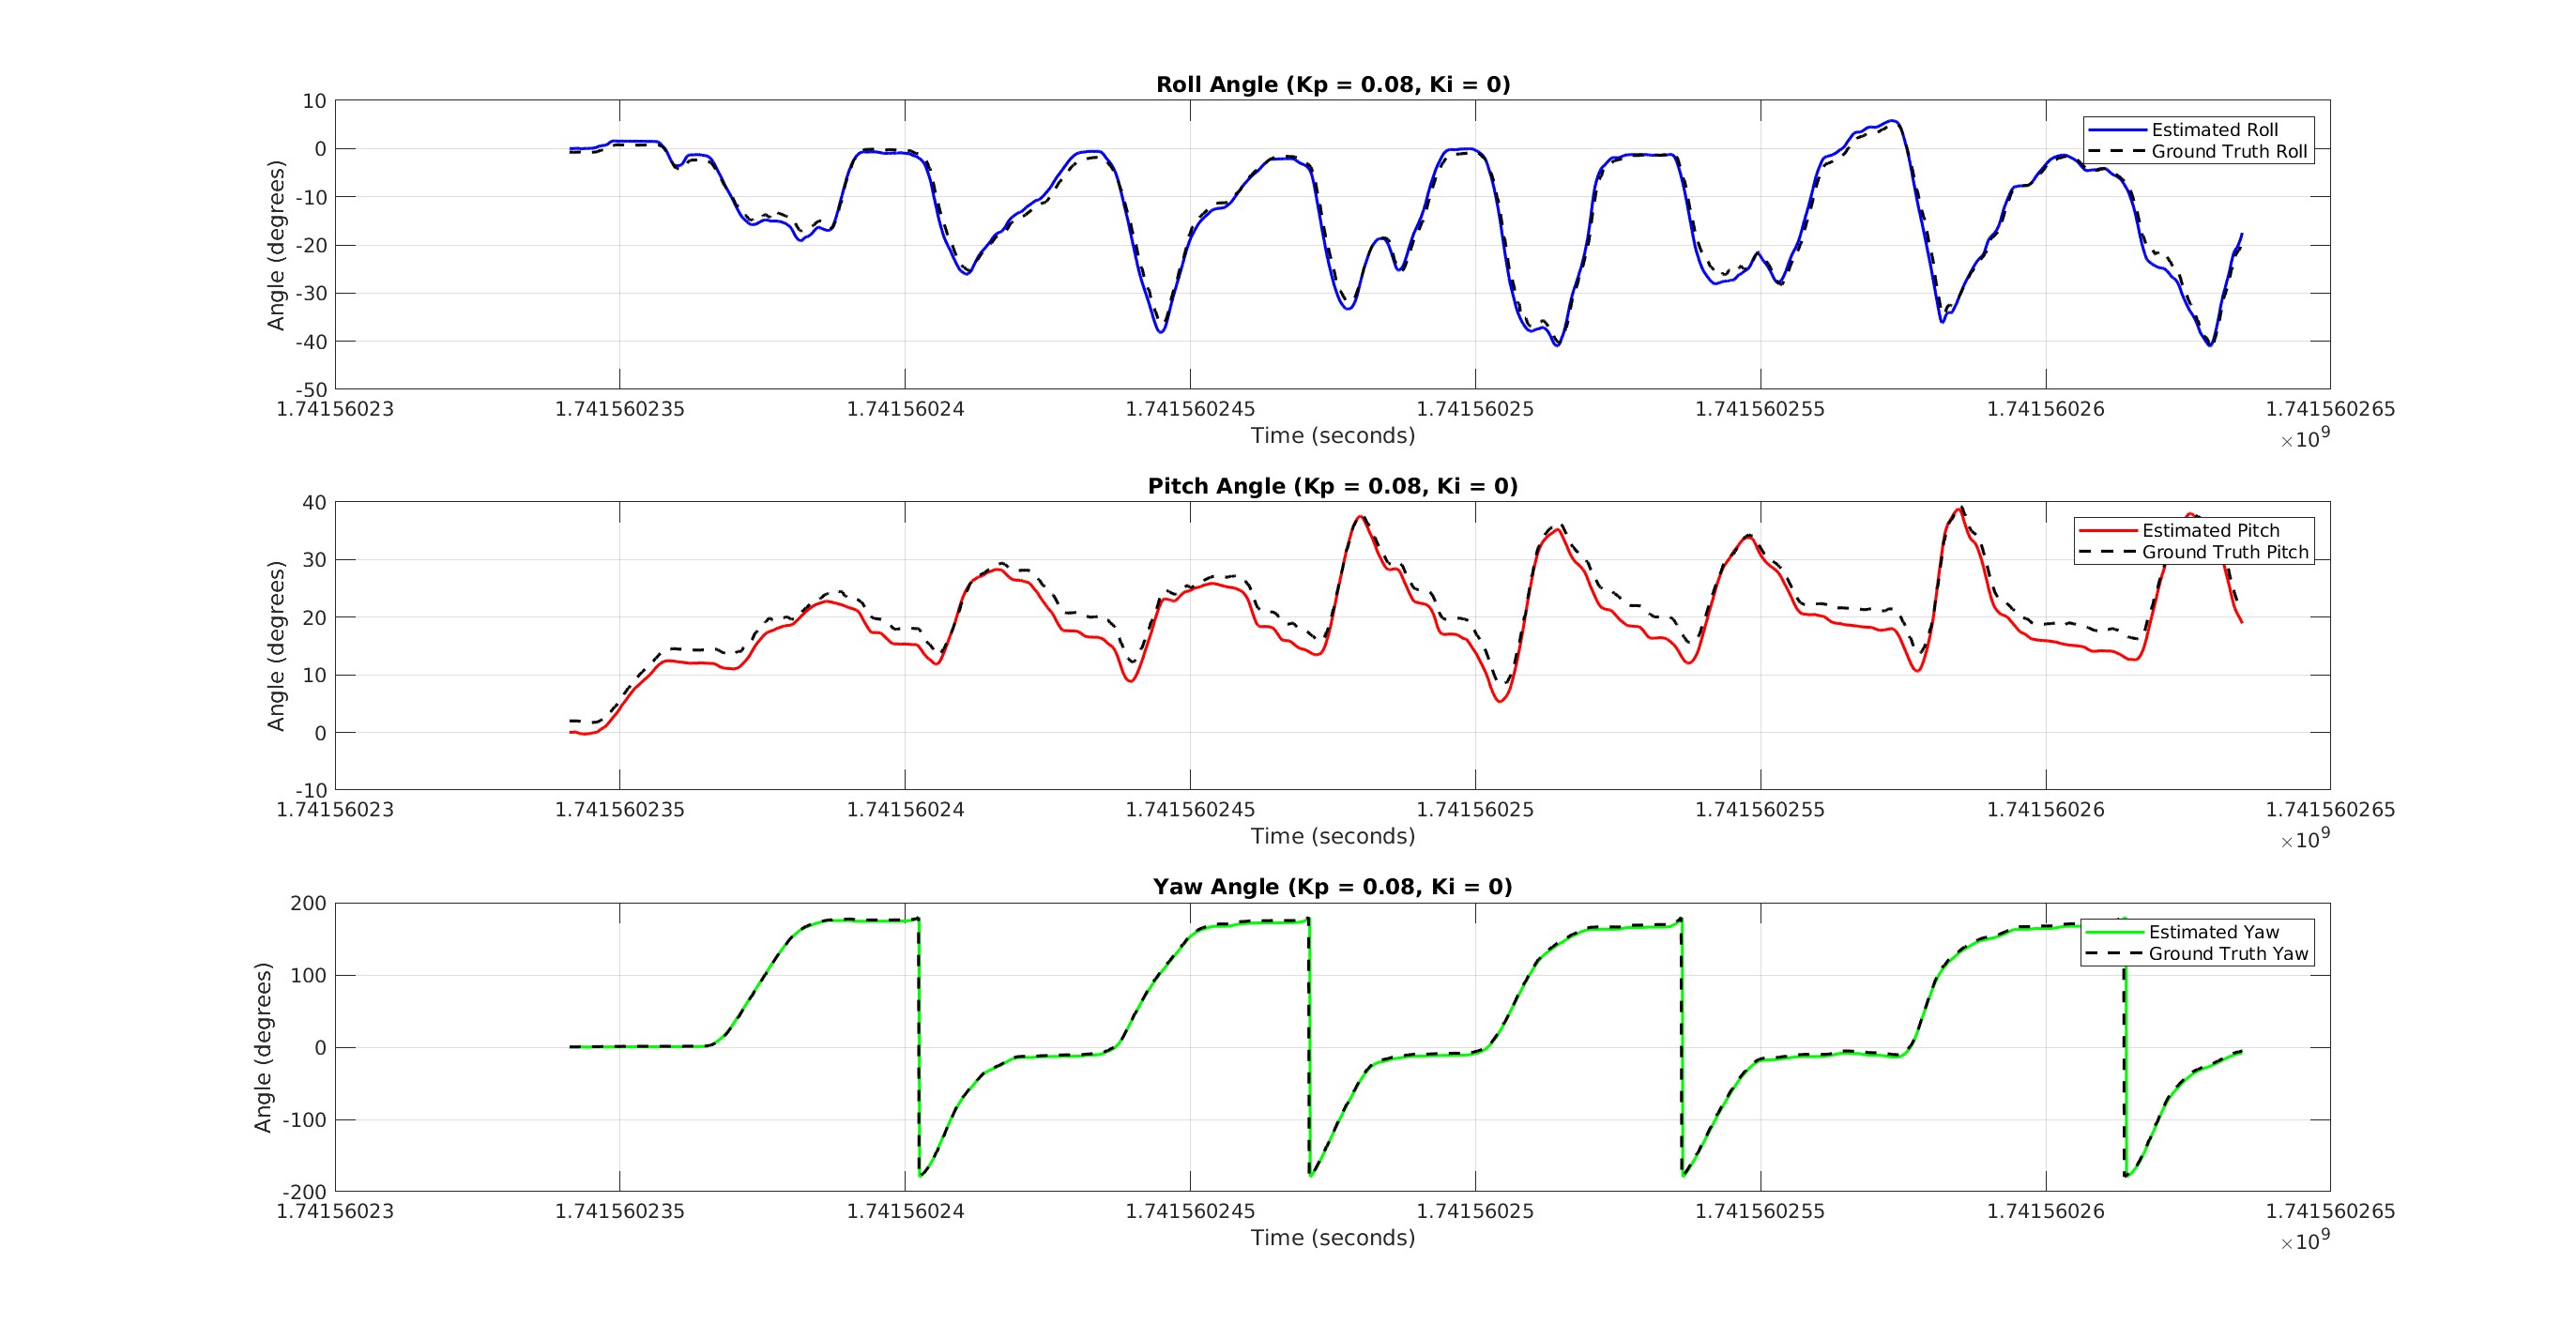 Roll Angle (Kp = 0.08, Ki = 0)
10
0
-10
-20
-30
-40
-50
Angle (degrees)
Estimated Roll
Ground Truth Roll
1.74156023 1.741560235 1.74156024 1.741560245 1.74156025 1.741560255 1.74156026 1.741560265
Time (seconds)
×10⁹
Pitch Angle (Kp = 0.08, Ki = 0)
40
30
20
10
0
-10
Angle (degrees)
Estimated Pitch
Ground Truth Pitch
1.74156023 1.741560235 1.74156024 1.741560245 1.74156025 1.741560255 1.74156026 1.741560265
Time (seconds)
×10⁹
Yaw Angle (Kp = 0.08, Ki = 0)
200
100
0
-100
-200
Angle (degrees)
Estimated Yaw
Ground Truth Yaw
1.74156023 1.741560235 1.74156024 1.741560245 1.74156025 1.741560255 1.74156026 1.741560265
Time (seconds)
×10⁹